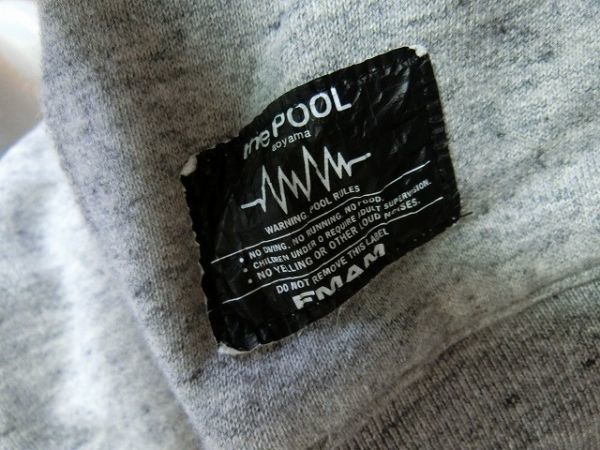 the POOL
aoyama
WARNING. POOL RULES
• NO DIVING, NO RUNNING, NO FOOD.
• CHILDREN UNDER 0 REQUIRE ADULT SUPERVISION.
• NO YELLING OR OTHER LOUD NOISES.
DO NOT REMOVE THIS LABEL
FMAM